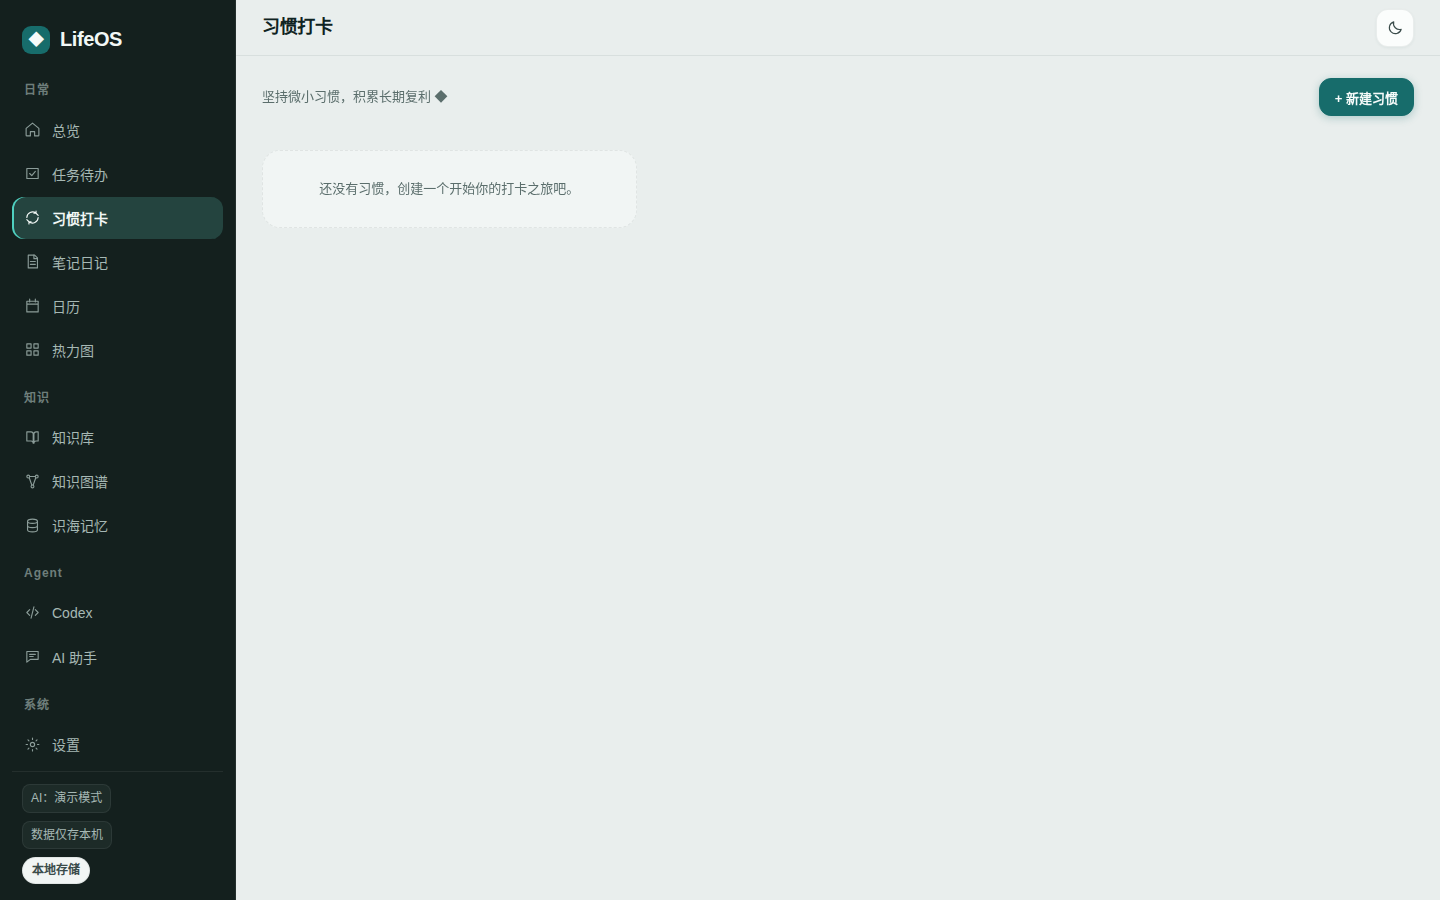 LifeOS
日常
总览
任务待办
习惯打卡
笔记日记
日历
热力图
知识
知识库
知识图谱
识海记忆
Agent
Codex
AI 助手
系统
设置
AI：演示模式
数据仅存本机
本地存储
习惯打卡
坚持微小习惯，积累长期复利 ◆
+ 新建习惯
还没有习惯，创建一个开始你的打卡之旅吧。